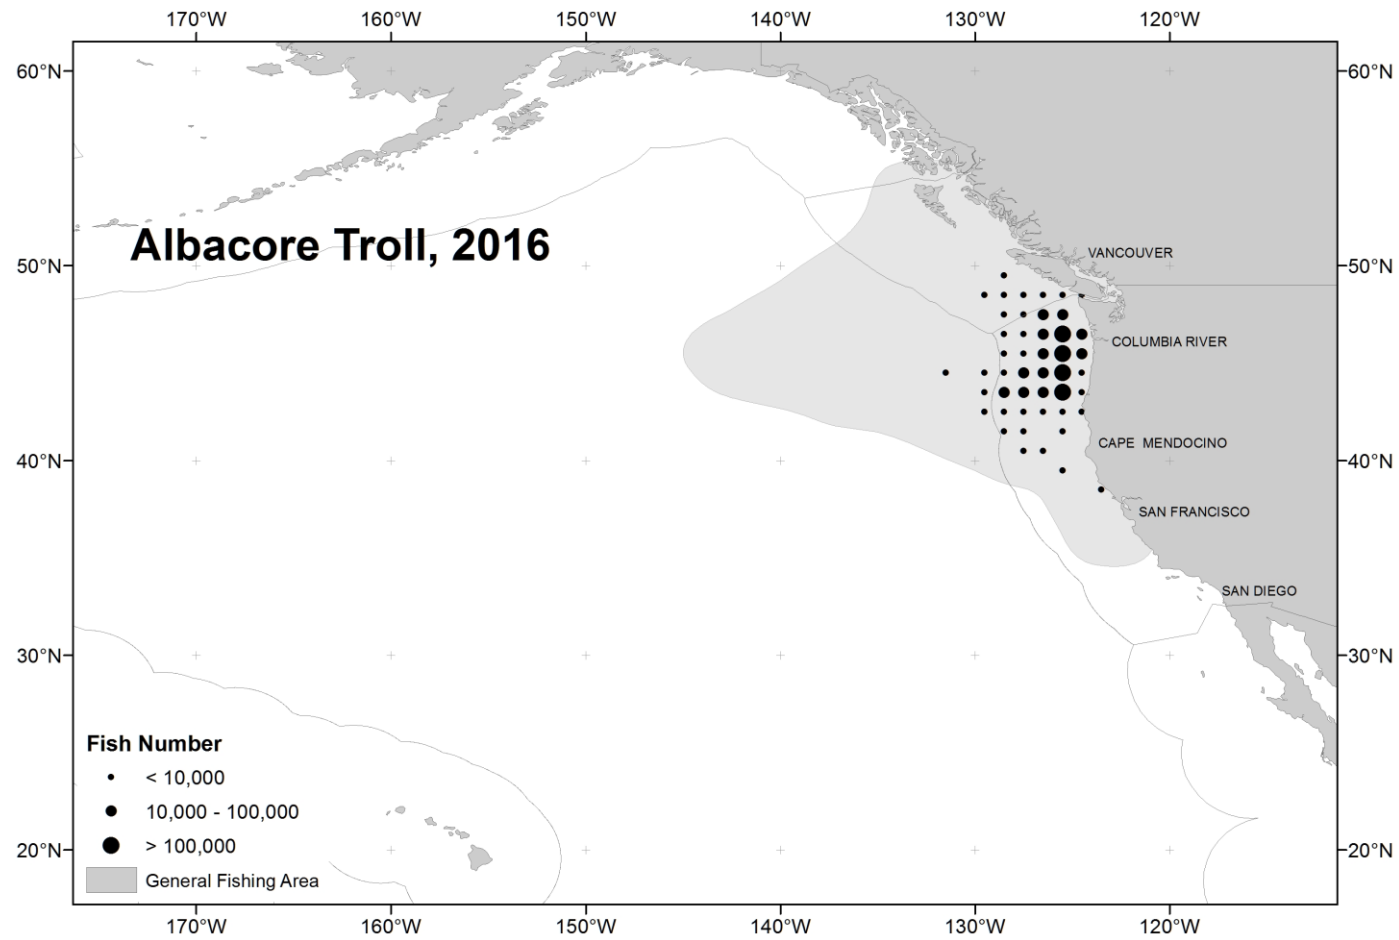 170°W 160°W 150°W 140°W 130°W 120°W
60°N 60°N
Albacore Troll, 2016
VANCOUVER
50°N 50°N
COLUMBIA RIVER
CAPE MENDOCINO
40°N 40°N
SAN FRANCISCO
SAN DIEGO
30°N 30°N
Fish Number
< 10,000
10,000 - 100,000
> 100,000
20°N 20°N
General Fishing Area
170°W 160°W 150°W 140°W 130°W 120°W